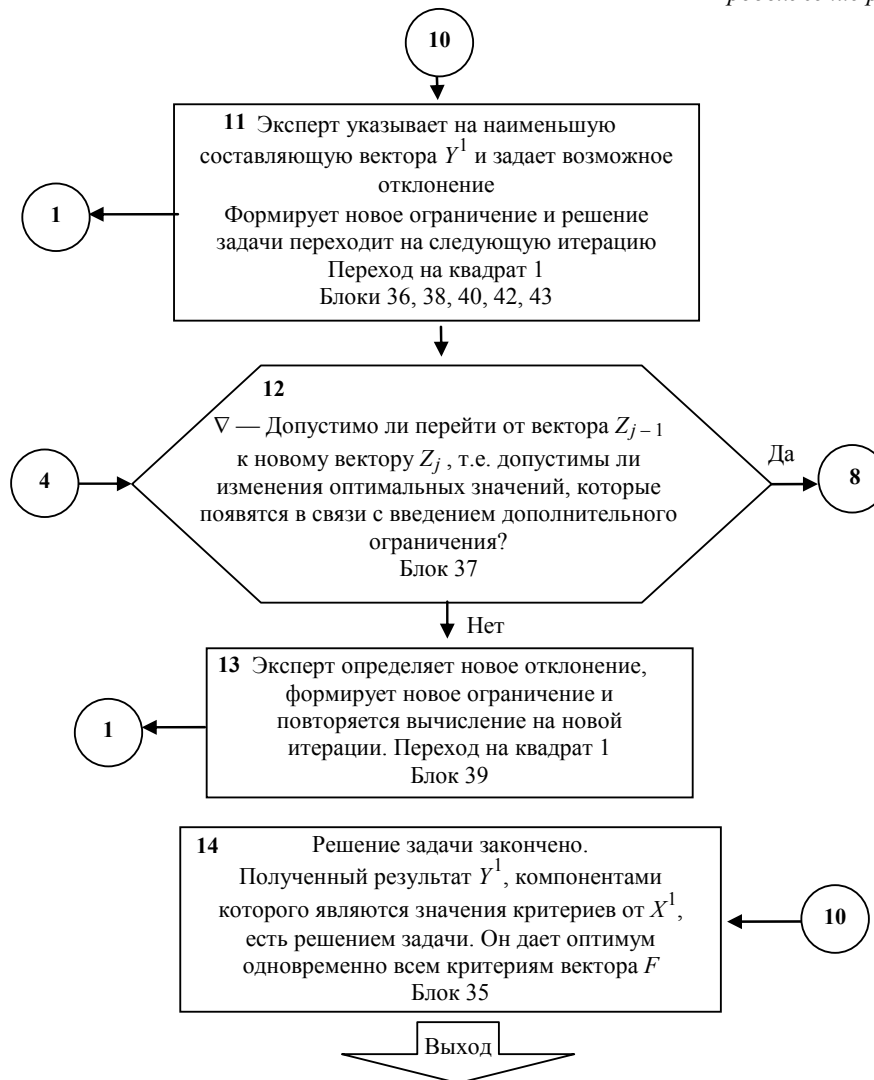 10
11 Эксперт указывает на наименьшую
составляющую вектора Y¹ и задает возможное
отклонение
Формирует новое ограничение и решение
задачи переходит на следующую итерацию
Переход на квадрат 1
Блоки 36, 38, 40, 42, 43
1
12
∇ — Допустимо ли перейти от вектора Z_{j – 1}
к новому вектору Z_j , т.е. допустимы ли
изменения оптимальных значений, которые
появятся в связи с введением дополнительного
ограничения?
Блок 37
4
Да
8
Нет
13 Эксперт определяет новое отклонение,
формирует новое ограничение и
повторяется вычисление на новой
итерации. Переход на квадрат 1
Блок 39
1
14 Решение задачи закончено.
Полученный результат Y¹, компонентами
которого являются значения критериев от X¹,
есть решением задачи. Он дает оптимум
одновременно всем критериям вектора F
Блок 35
10
Выход